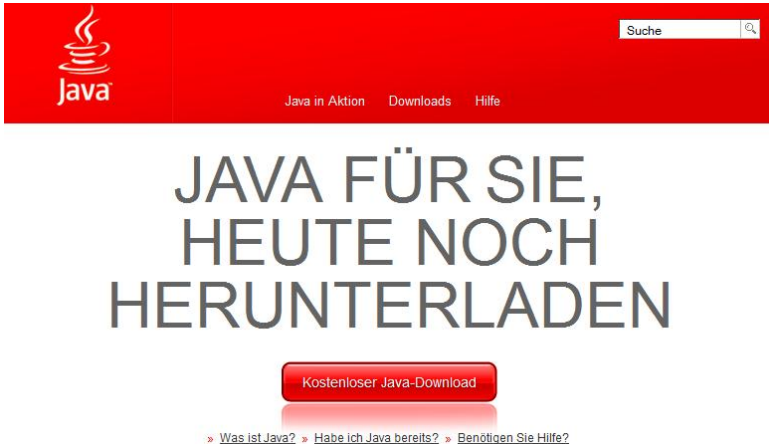 Suche
Java
Java in Aktion Downloads Hilfe
JAVA FÜR SIE,
HEUTE NOCH
HERUNTERLADEN
Kostenloser Java-Download
» Was ist Java? » Habe ich Java bereits? » Benötigen Sie Hilfe?